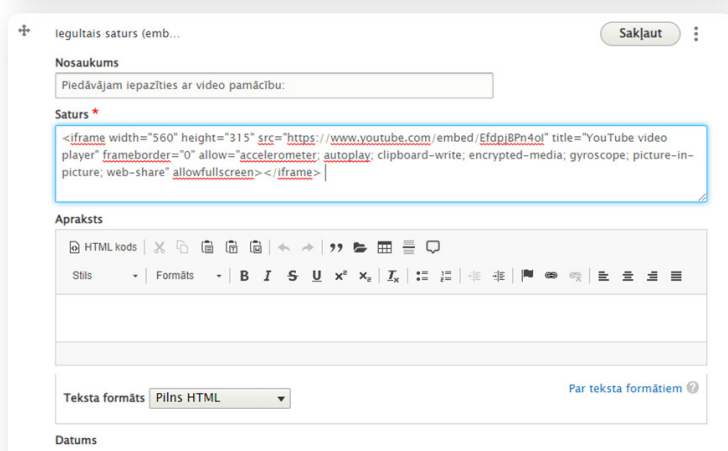 Iegultais saturs (emb...
Sakļaut
Nosaukums
Piedāvājam iepazīties ar video pamācību:
Saturs *
<iframe width="560" height="315" src="https://www.youtube.com/embed/EfdpjBPn4oI" title="YouTube video
player" frameborder="0" allow="accelerometer; autoplay; clipboard-write; encrypted-media; gyroscope; picture-in-
picture; web-share" allowfullscreen></iframe>
Apraksts
HTML kods
Stils
Formāts
B I S U x² x₂ Tx
Teksta formāts
Pilns HTML
Par teksta formātiem ?
Datums